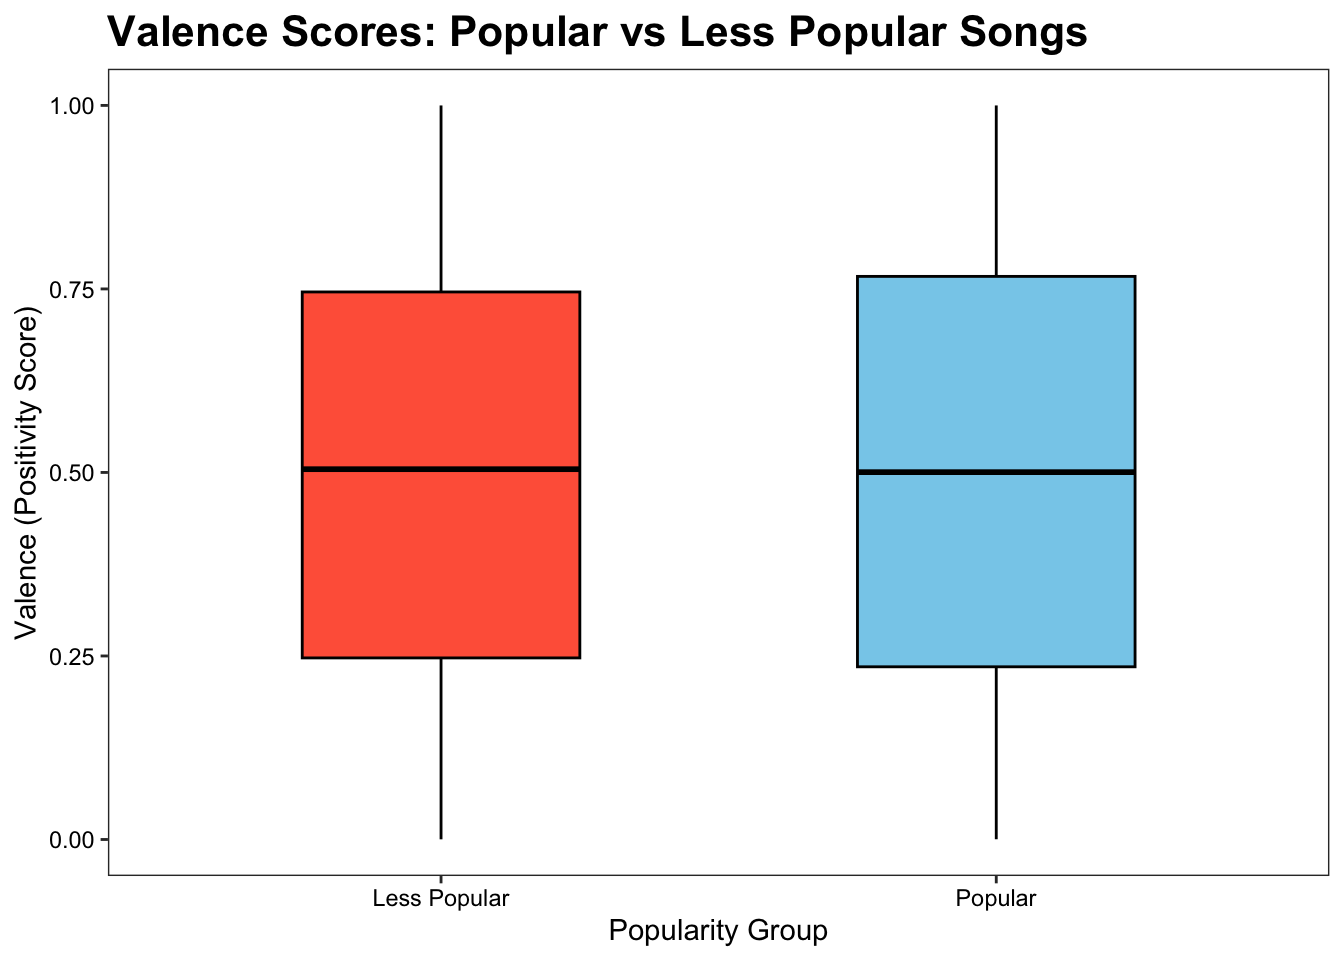 Valence Scores: Popular vs Less Popular Songs
Valence (Positivity Score)
1.00
0.75
0.50
0.25
0.00
Less Popular
Popular
Popularity Group